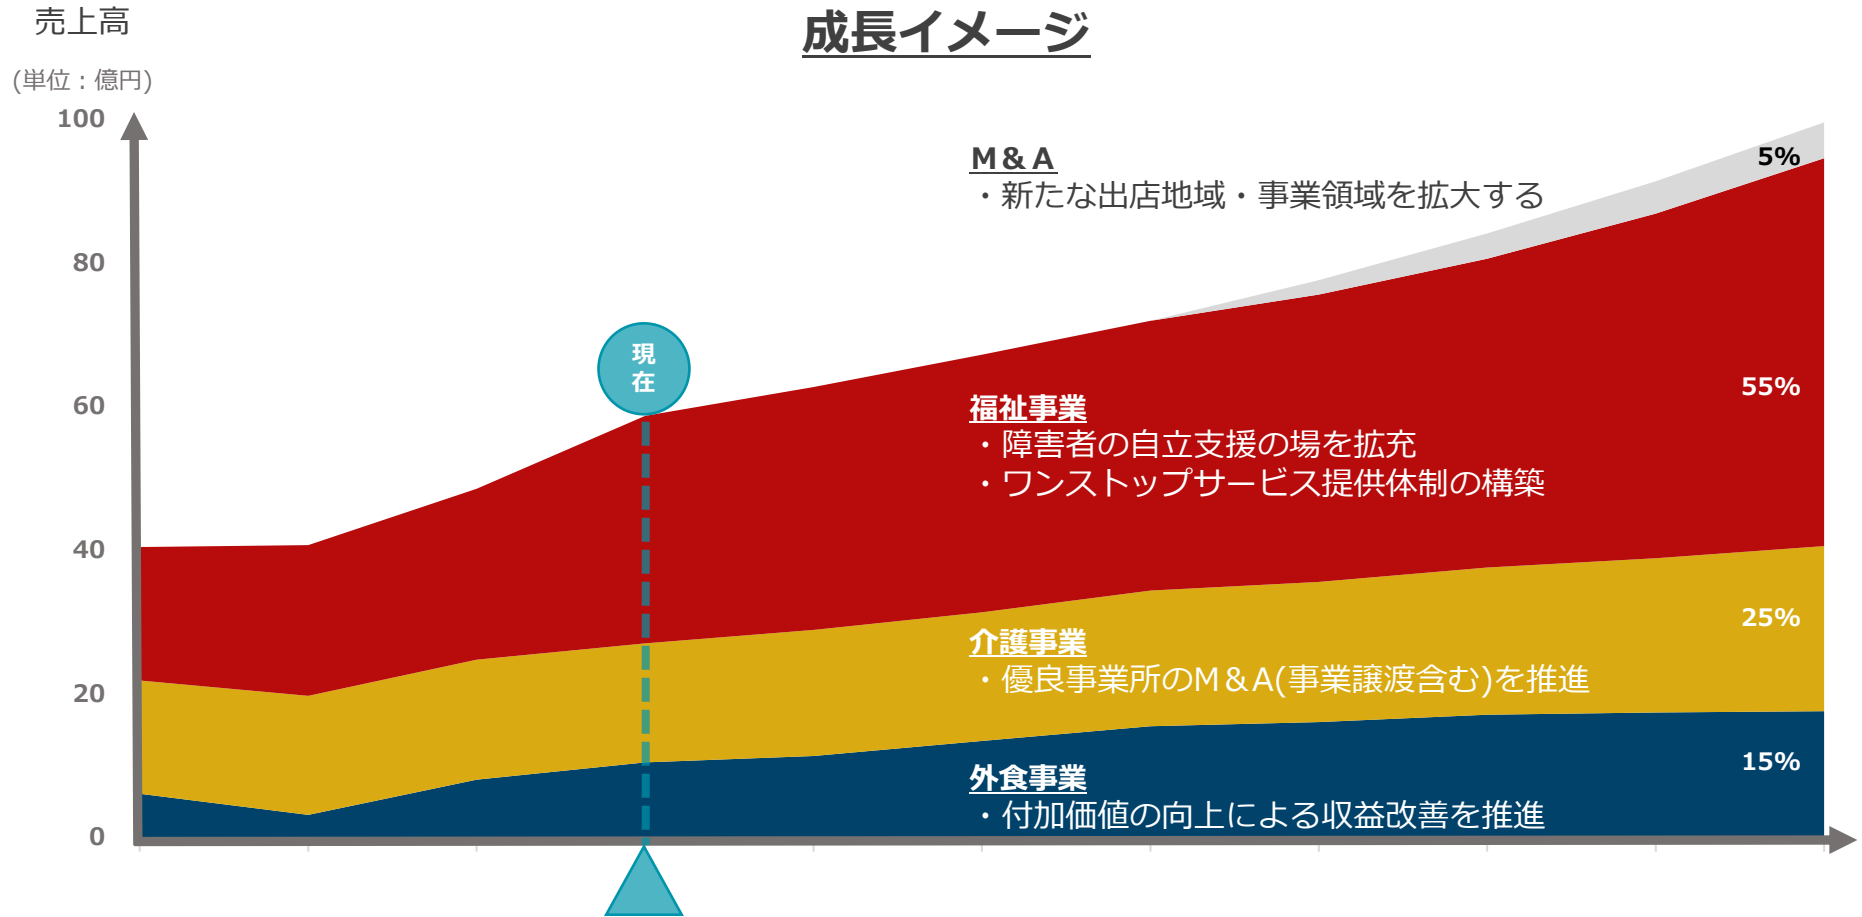 成長イメージ
売上高
(単位：億円)
100
80
60
40
20
0
M＆A
・新たな出店地域・事業領域を拡大する
5%
現
在
55%
福祉事業
・障害者の自立支援の場を拡充
・ワンストップサービス提供体制の構築
25%
介護事業
・優良事業所のM＆A(事業譲渡含む)を推進
15%
外食事業
・付加価値の向上による収益改善を推進